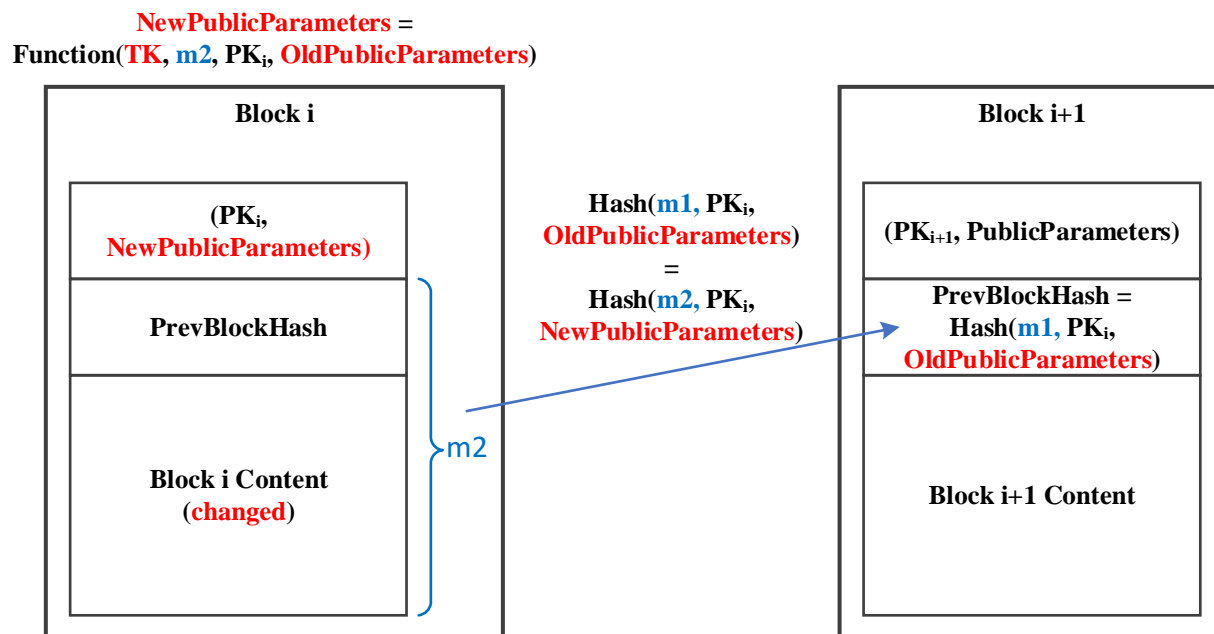 NewPublicParameters =
Function(TK, m2, PKᵢ, OldPublicParameters)
Block i
(PKᵢ,
NewPublicParameters)
PrevBlockHash
Block i Content
(changed)
m2
Hash(m1, PKᵢ,
OldPublicParameters)
=
Hash(m2, PKᵢ,
NewPublicParameters)
Block i+1
(PKᵢ₊₁, PublicParameters)
PrevBlockHash =
Hash(m1, PKᵢ,
OldPublicParameters)
Block i+1 Content